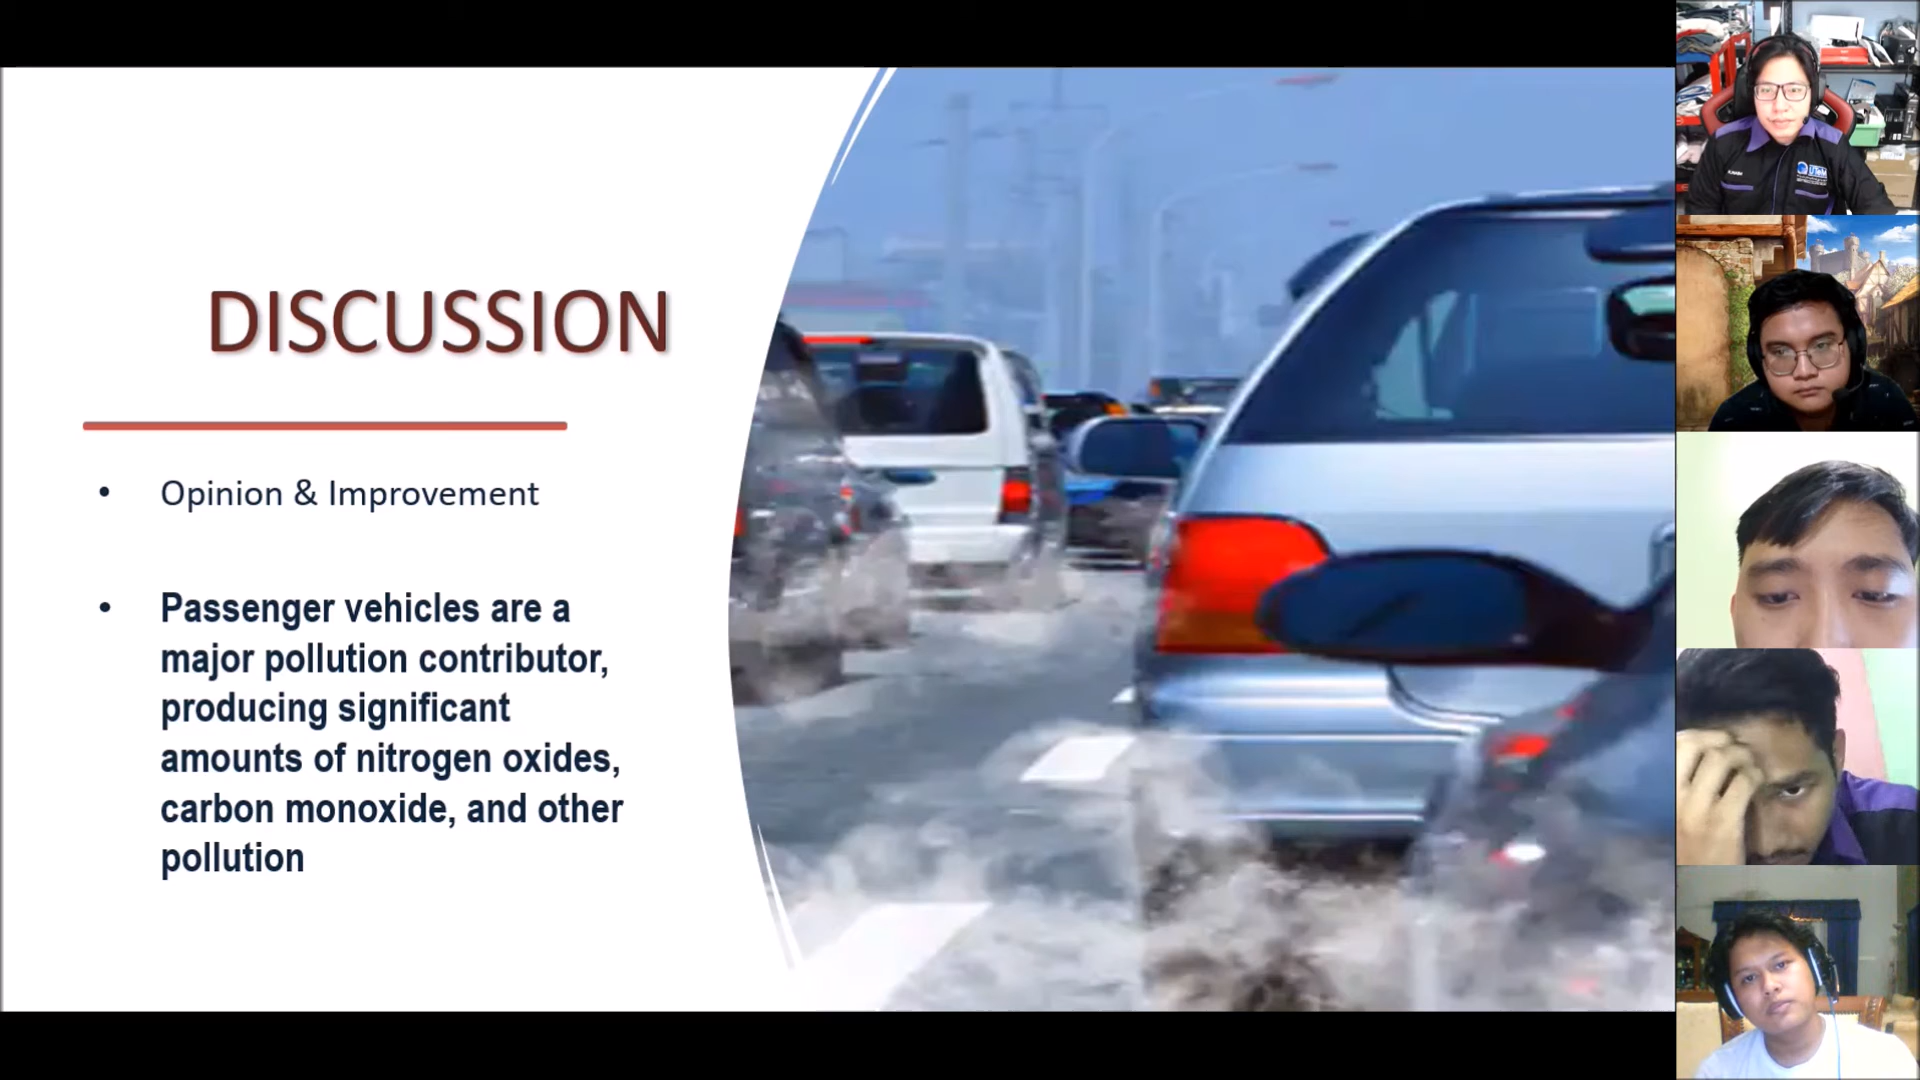 DISCUSSION
• Opinion & Improvement
• Passenger vehicles are a
major pollution contributor,
producing significant
amounts of nitrogen oxides,
carbon monoxide, and other
pollution
UTeM